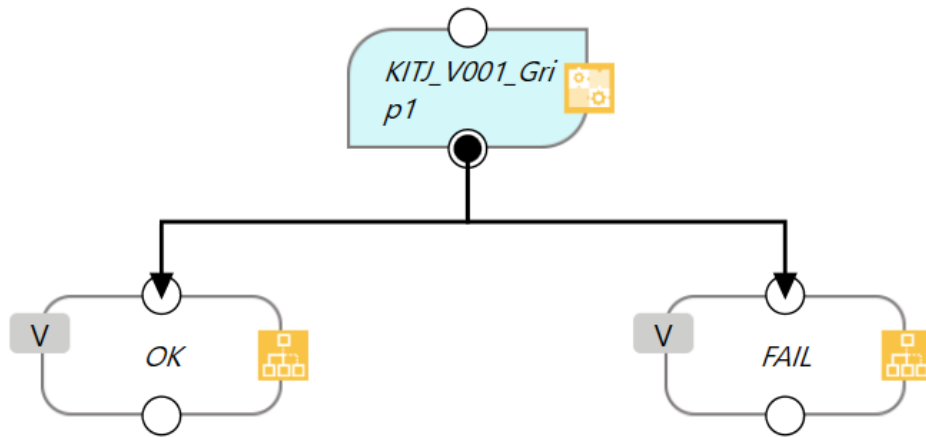 KITJ_V001_Gri
p1
V
OK
V
FAIL